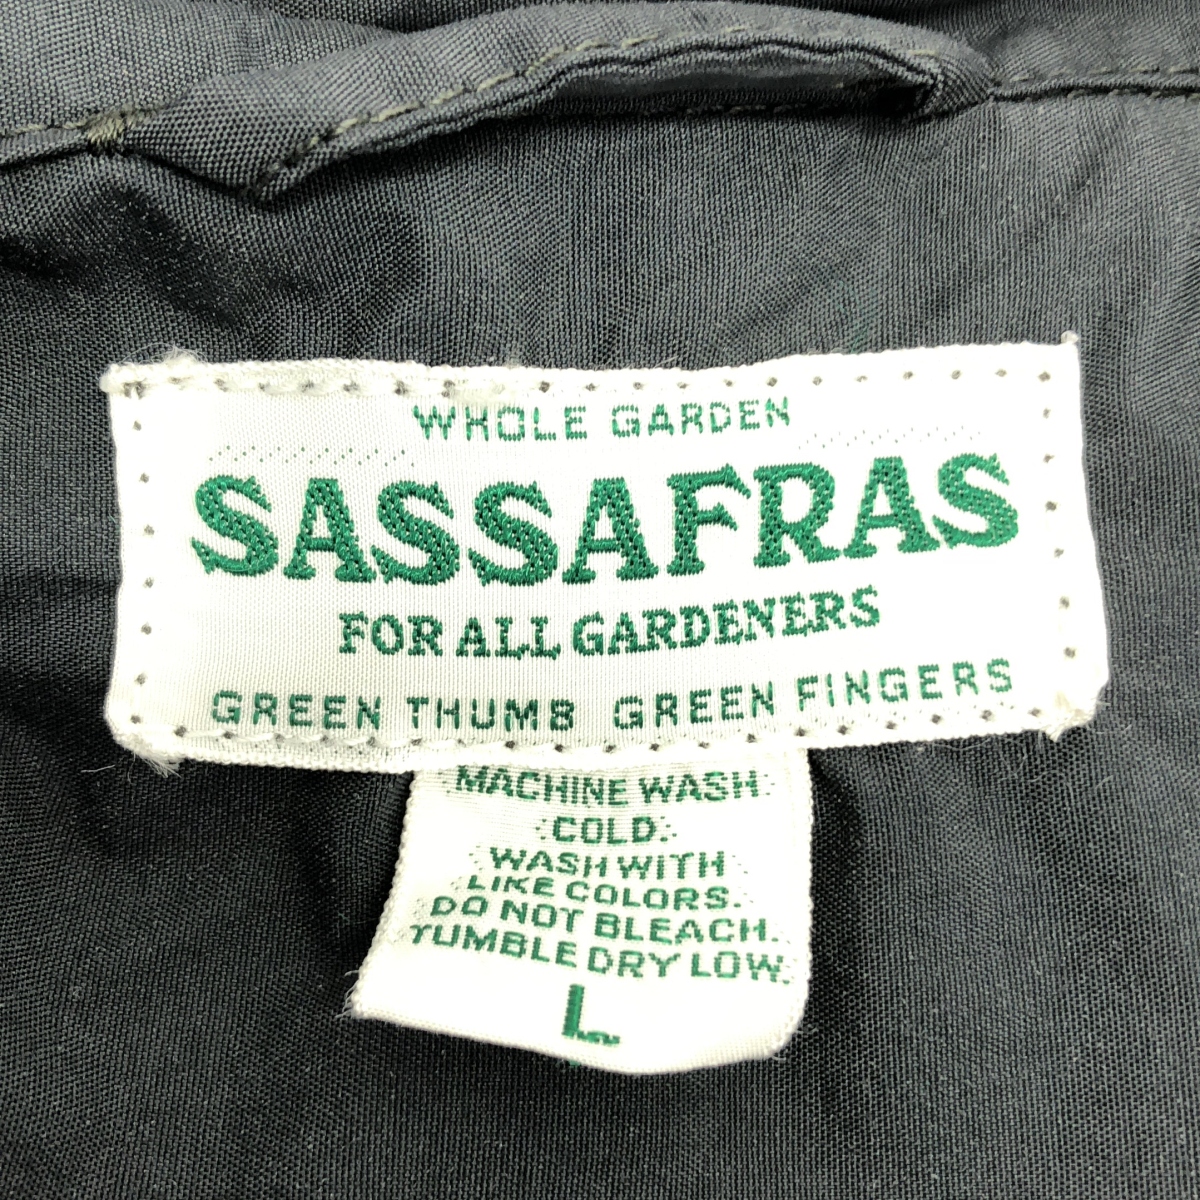 WHOLE GARDEN
SASSAFRAS
FOR ALL GARDENERS
GREEN THUMB GREEN FINGERS
MACHINE WASH
COLD.
WASH WITH
LIKE COLORS.
DO NOT BLEACH.
TUMBLE DRY LOW.
L